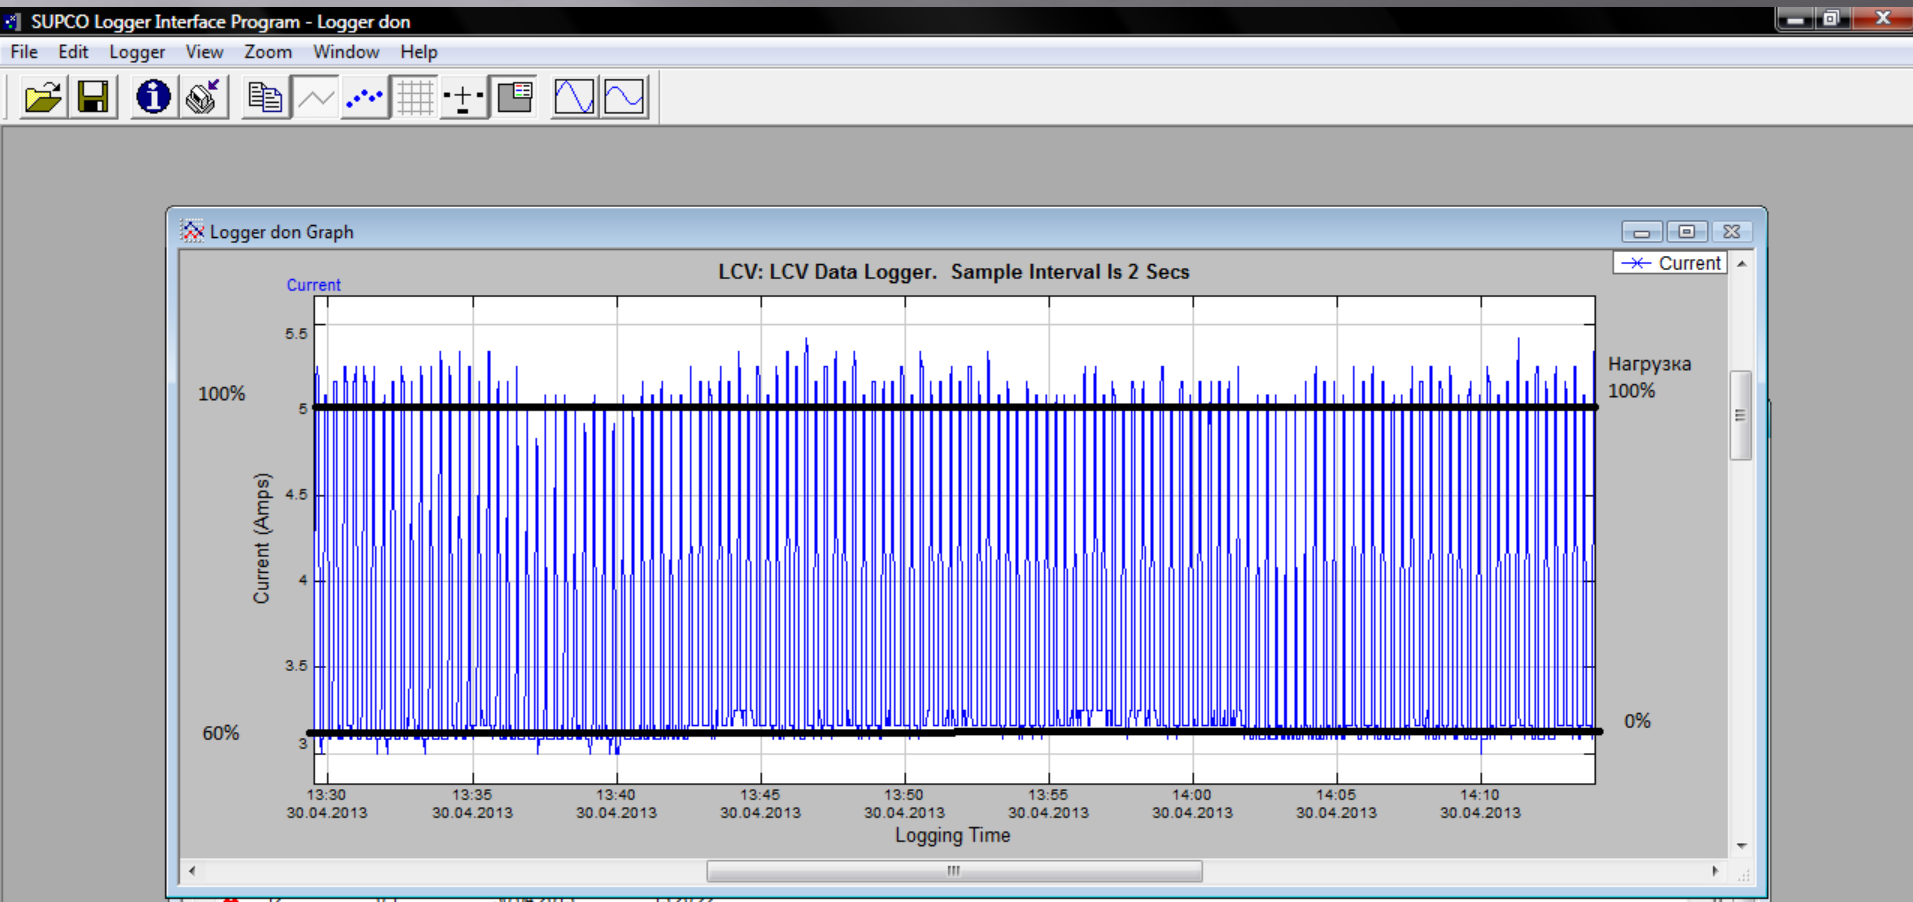 SUPCO Logger Interface Program - Logger don
File Edit Logger View Zoom Window Help
Logger don Graph
LCV: LCV Data Logger. Sample Interval Is 2 Secs
Current
Current
5.5
Нагрузка
100%
100%
5
4.5
Current (Amps)
4
3.5
60%
0%
3
13:30 13:35 13:40 13:45 13:50 13:55 14:00 14:05 14:10
30.04.2013 30.04.2013 30.04.2013 30.04.2013 30.04.2013 30.04.2013 30.04.2013 30.04.2013 30.04.2013
Logging Time